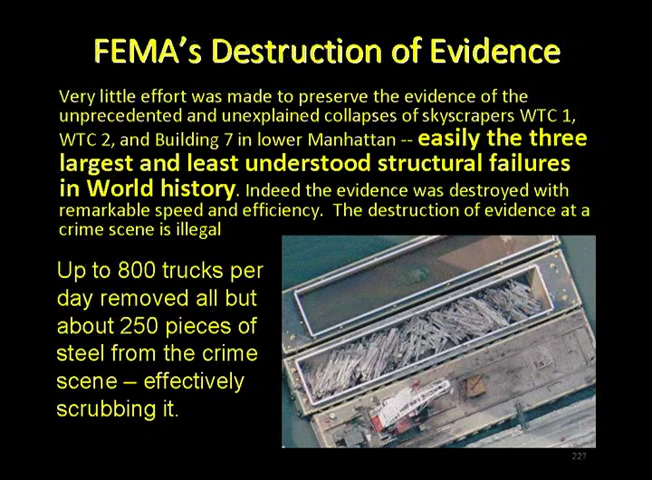 FEMA's Destruction of Evidence
Very little effort was made to preserve the evidence of the
unprecedented and unexplained collapses of skyscrapers WTC 1,
WTC 2, and Building 7 in lower Manhattan -- easily the three
largest and least understood structural failures
in World history. Indeed the evidence was destroyed with
remarkable speed and efficiency.  The destruction of evidence at a
crime scene is illegal
Up to 800 trucks per
day removed all but
about 250 pieces of
steel from the crime
scene – effectively
scrubbing it.
227